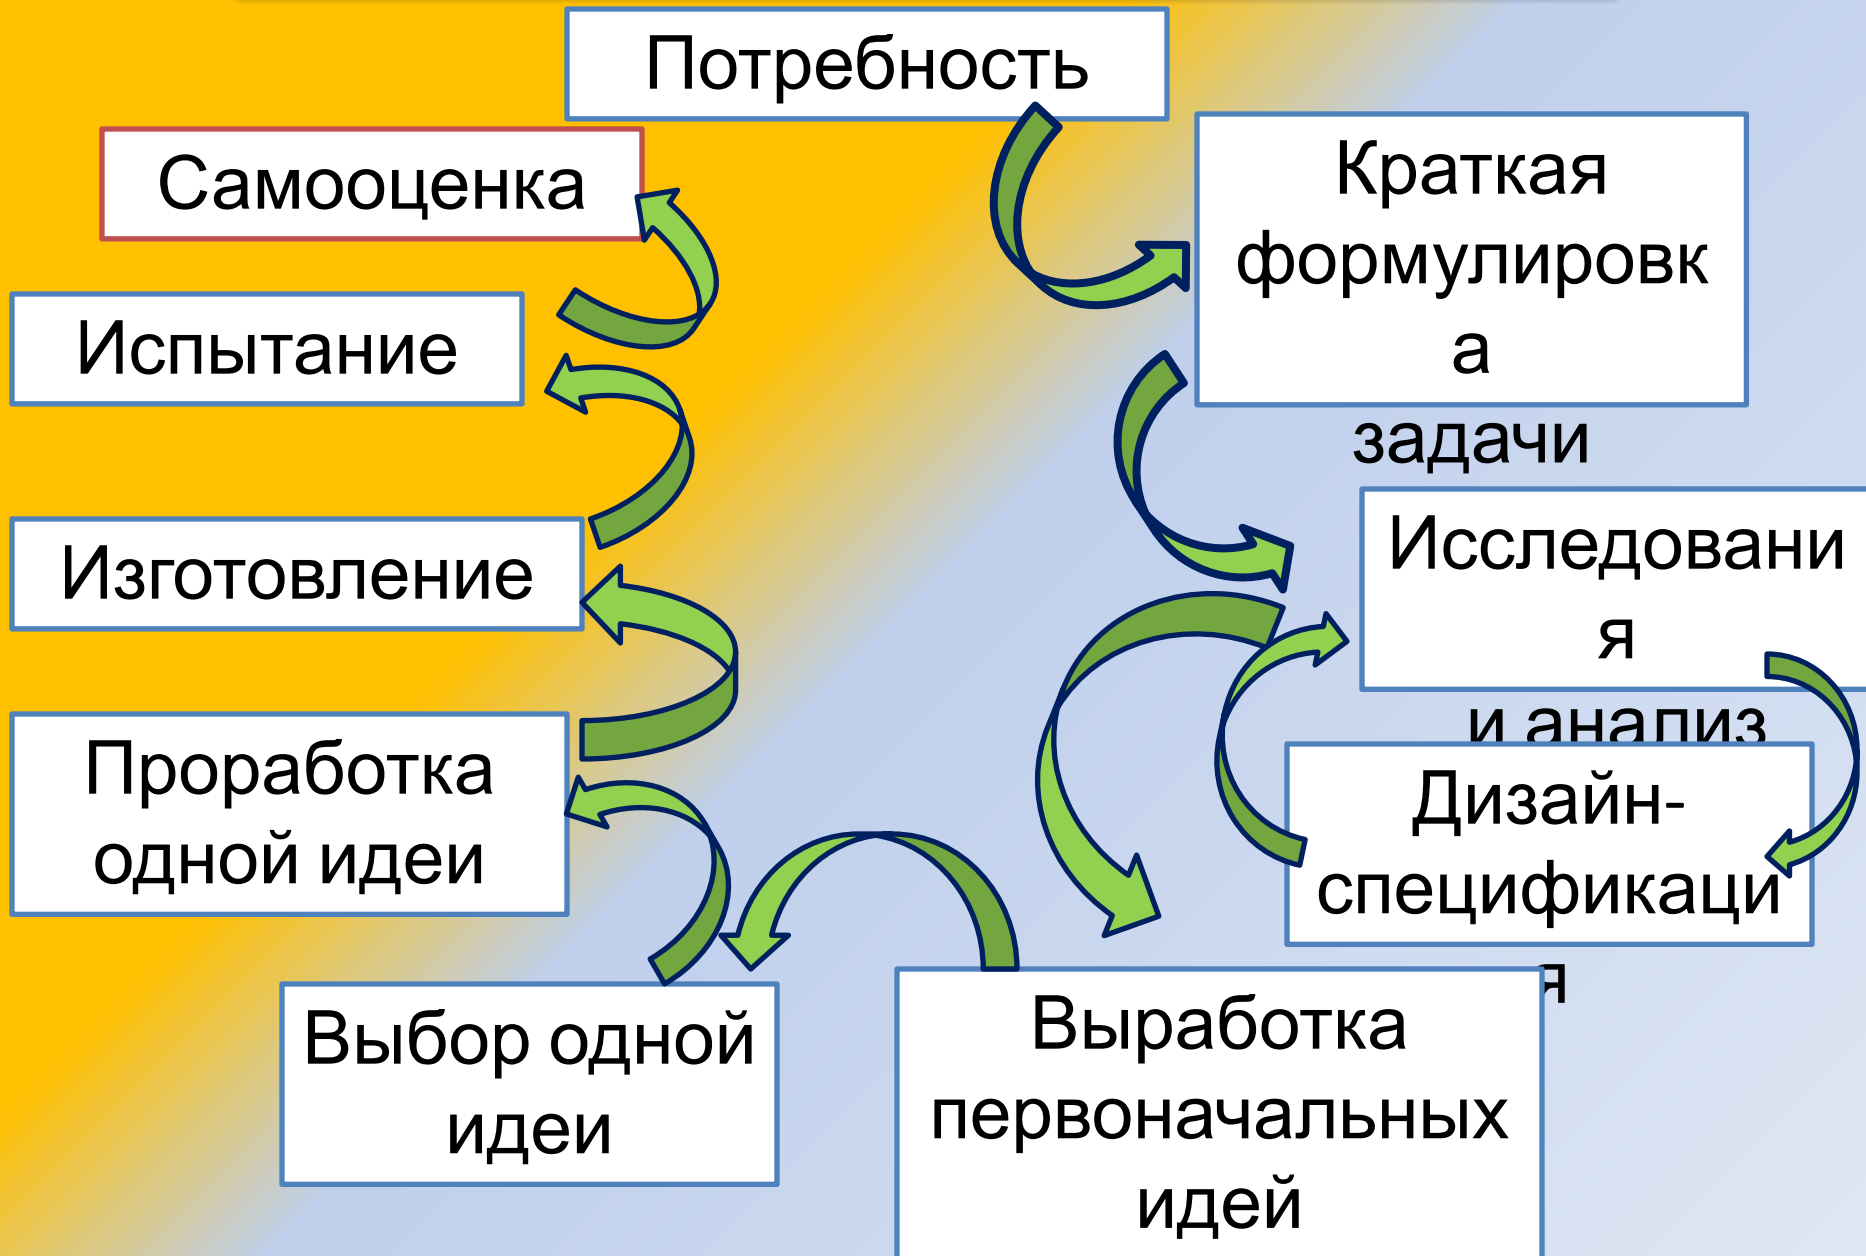 Потребность
Самооценка
Краткая
формулировк
а
задачи
Испытание
Исследовани
я
и анализ
Изготовление
Дизайн-
спецификаци
я
Проработка
одной идеи
Выбор одной
идеи
Выработка
первоначальных
идей